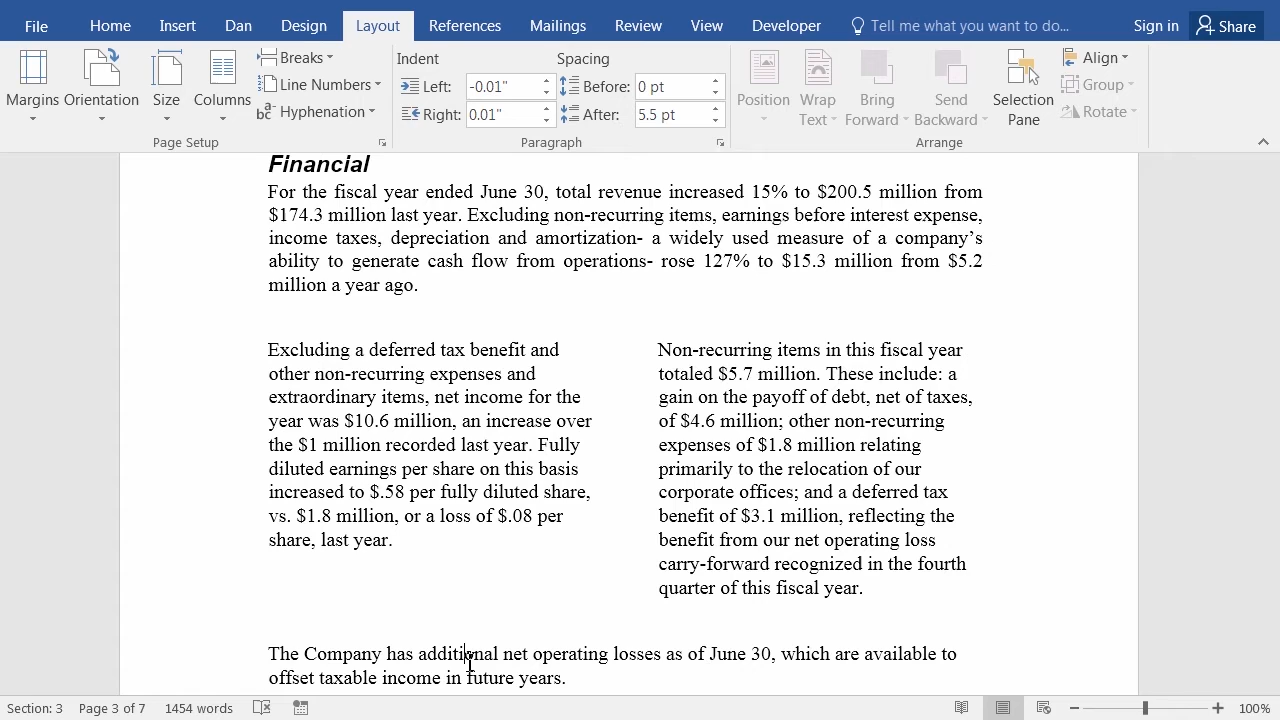 File Home Insert Dan Design Layout References Mailings Review View Developer Tell me what you want to do... Sign in Share
Margins Orientation Size Columns
Breaks
Line Numbers
Hyphenation
Page Setup
Indent Spacing
Left: -0.01" Before: 0 pt
Right: 0.01" After: 5.5 pt
Paragraph
Position Wrap Text Bring Forward Send Backward Selection Pane
Align
Group
Rotate
Arrange
Financial
For the fiscal year ended June 30, total revenue increased 15% to $200.5 million from
$174.3 million last year. Excluding non-recurring items, earnings before interest expense,
income taxes, depreciation and amortization- a widely used measure of a company’s
ability to generate cash flow from operations- rose 127% to $15.3 million from $5.2
million a year ago.
Excluding a deferred tax benefit and
other non-recurring expenses and
extraordinary items, net income for the
year was $10.6 million, an increase over
the $1 million recorded last year. Fully
diluted earnings per share on this basis
increased to $.58 per fully diluted share,
vs. $1.8 million, or a loss of $.08 per
share, last year.
Non-recurring items in this fiscal year
totaled $5.7 million. These include: a
gain on the payoff of debt, net of taxes,
of $4.6 million; other non-recurring
expenses of $1.8 million relating
primarily to the relocation of our
corporate offices; and a deferred tax
benefit of $3.1 million, reflecting the
benefit from our net operating loss
carry-forward recognized in the fourth
quarter of this fiscal year.
The Company has additional net operating losses as of June 30, which are available to
offset taxable income in future years.
Section: 3 Page 3 of 7 1454 words 100%